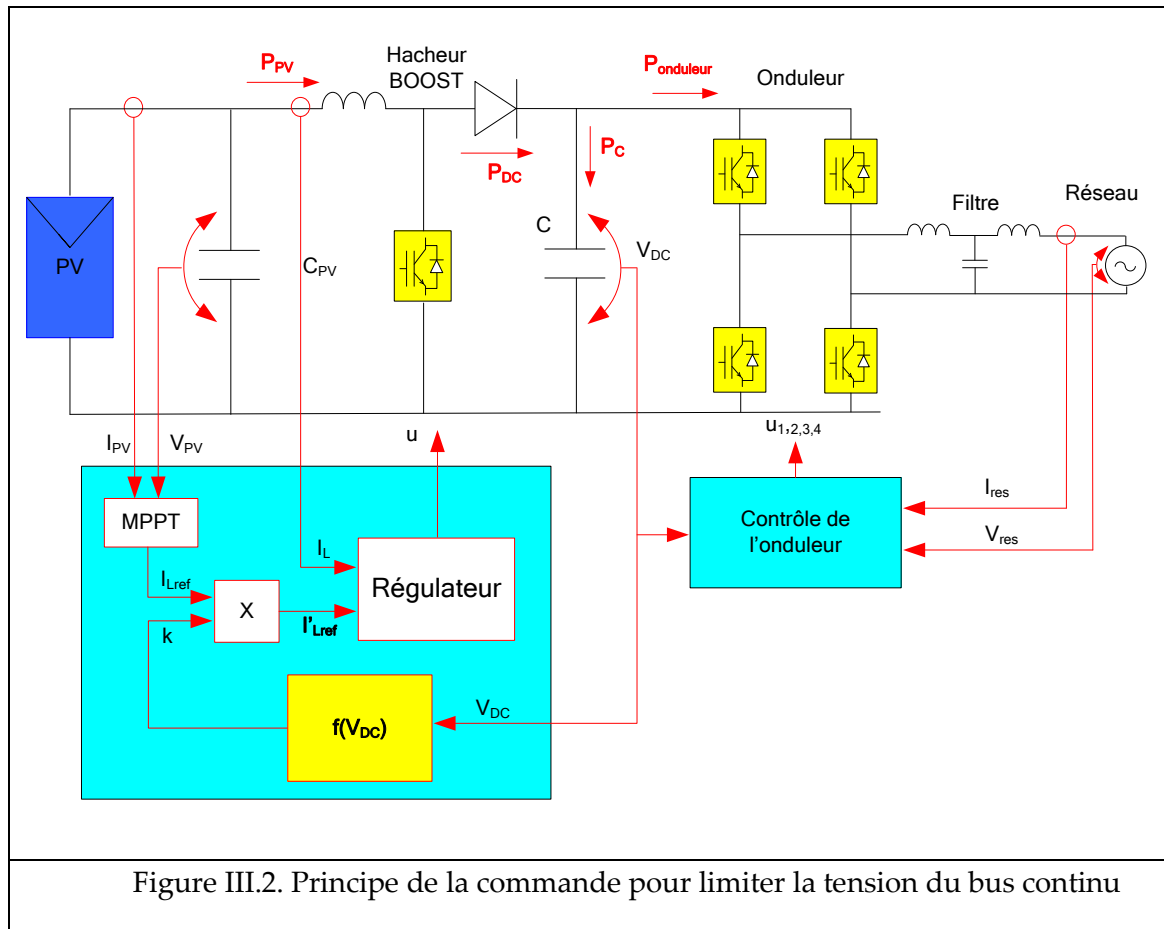 Hacheur
BOOST
P_PV
P_onduleur
Onduleur
P_DC
P_C
Filtre
Réseau
PV
C_PV
C
V_DC
I_PV
V_PV
u
u_1,2,3,4
MPPT
I_L
Régulateur
Contrôle de
l'onduleur
I_res
V_res
I_Lref
X
I'_Lref
k
f(V_DC)
V_DC
Figure III.2. Principe de la commande pour limiter la tension du bus continu